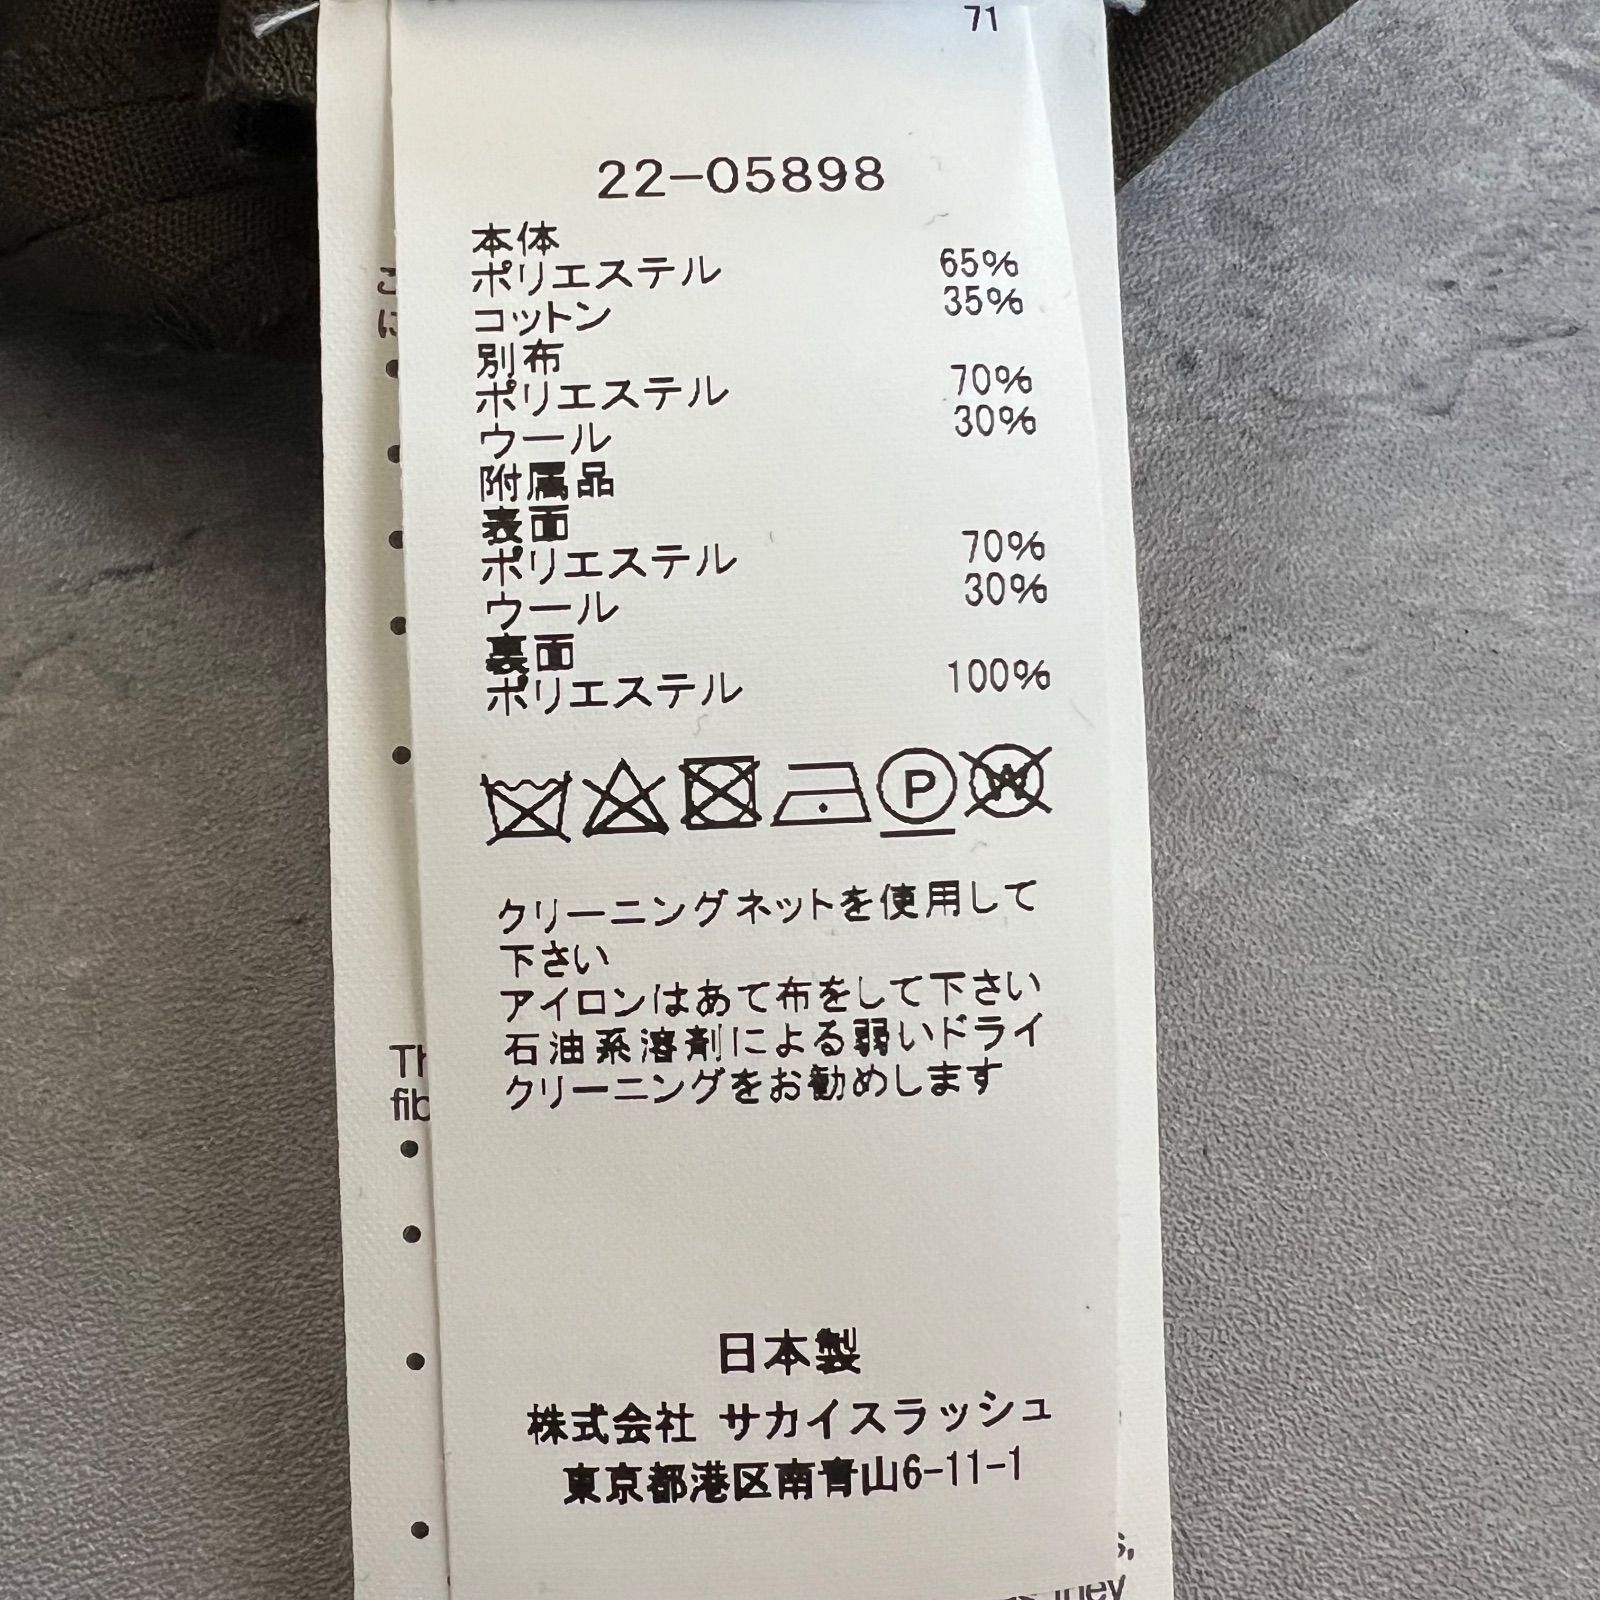 71
22-05898
本体
ポリエステル 65%
コットン 35%
別布
ポリエステル 70%
ウール 30%
附属品
表面
ポリエステル 70%
ウール 30%
裏面
ポリエステル 100%
P W
クリーニングネットを使用して
下さい
アイロンはあて布をして下さい
石油系溶剤による弱いドライ
クリーニングをお勧めします
日本製
株式会社 サカイスラッシュ
東京都港区南青山6-11-1
they